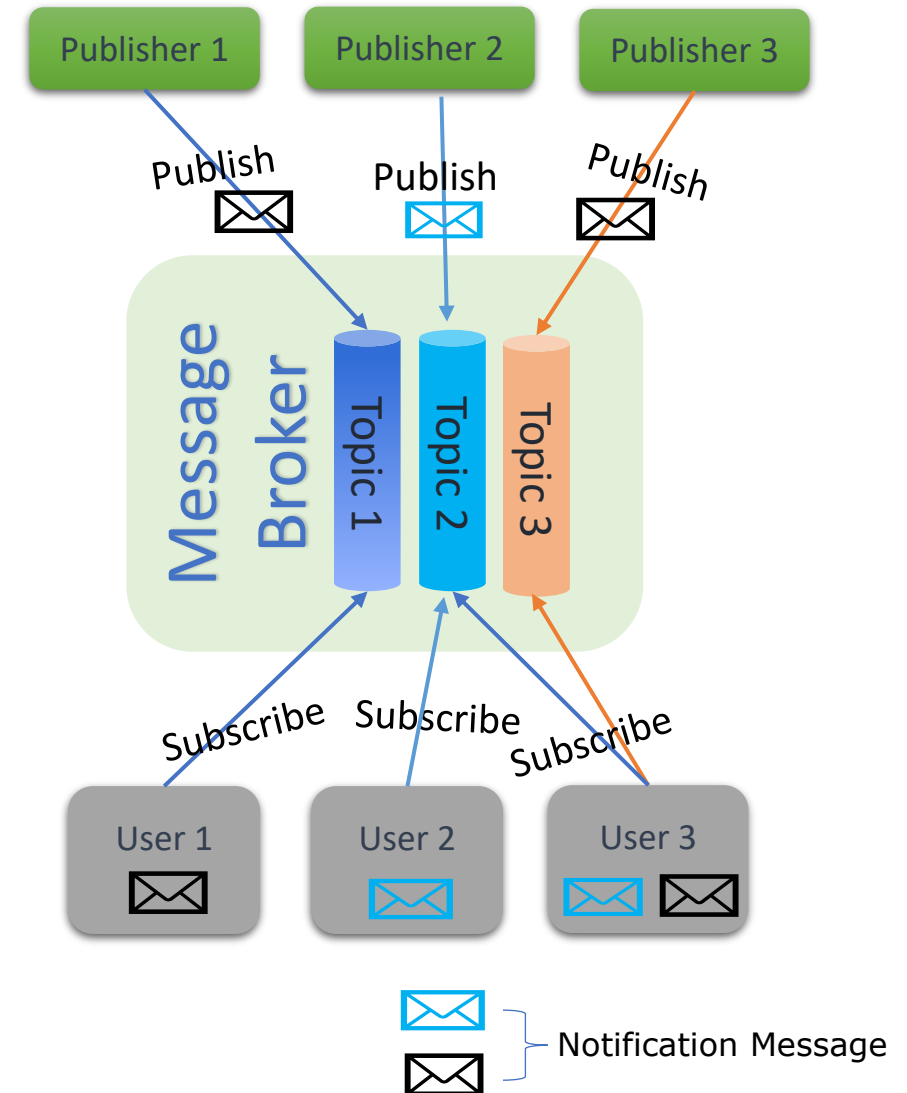 Publisher 1
Publisher 2
Publisher 3
Publish
Publish
Publish
Message
Broker
Topic 1
Topic 2
Topic 3
Subscribe
Subscribe
Subscribe
User 1
User 2
User 3
Notification Message